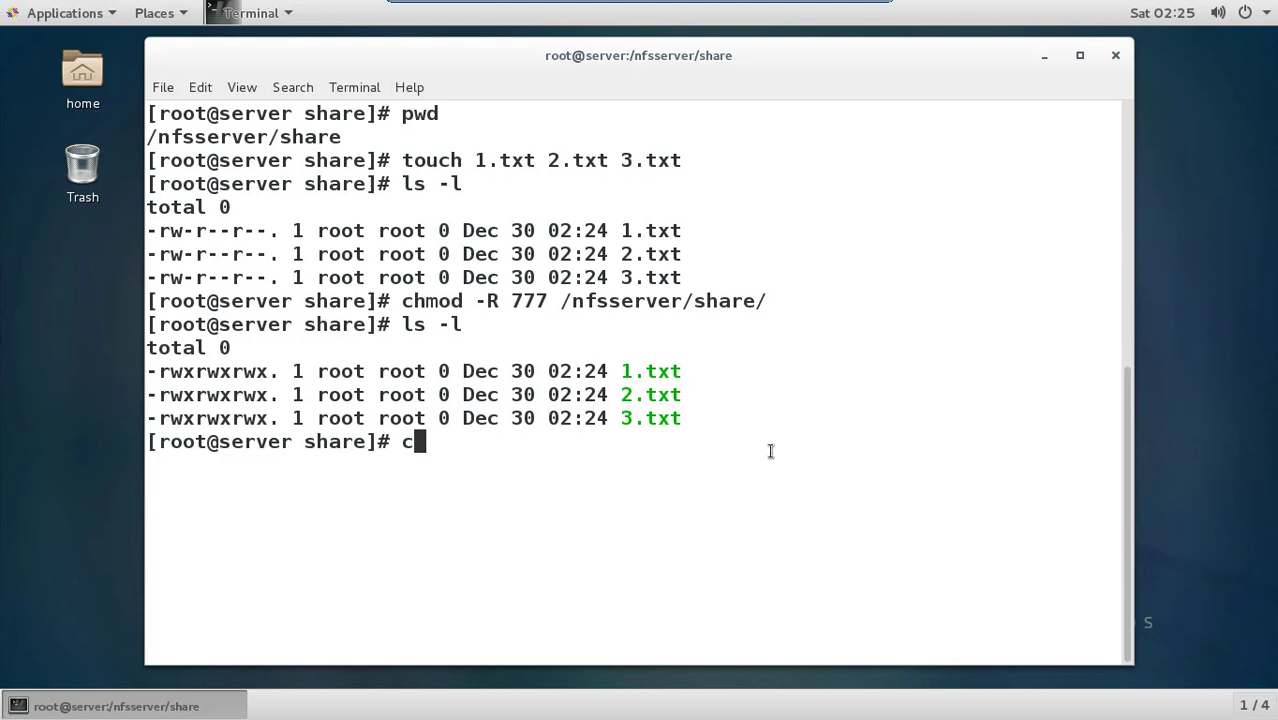 Applications Places Terminal Sat 02:25
root@server:/nfsserver/share
File Edit View Search Terminal Help
home
Trash
[root@server share]# pwd
/nfsserver/share
[root@server share]# touch 1.txt 2.txt 3.txt
[root@server share]# ls -l
total 0
-rw-r--r--. 1 root root 0 Dec 30 02:24 1.txt
-rw-r--r--. 1 root root 0 Dec 30 02:24 2.txt
-rw-r--r--. 1 root root 0 Dec 30 02:24 3.txt
[root@server share]# chmod -R 777 /nfsserver/share/
[root@server share]# ls -l
total 0
-rwxrwxrwx. 1 root root 0 Dec 30 02:24 1.txt
-rwxrwxrwx. 1 root root 0 Dec 30 02:24 2.txt
-rwxrwxrwx. 1 root root 0 Dec 30 02:24 3.txt
[root@server share]# c
S
root@server:/nfsserver/share 1 / 4